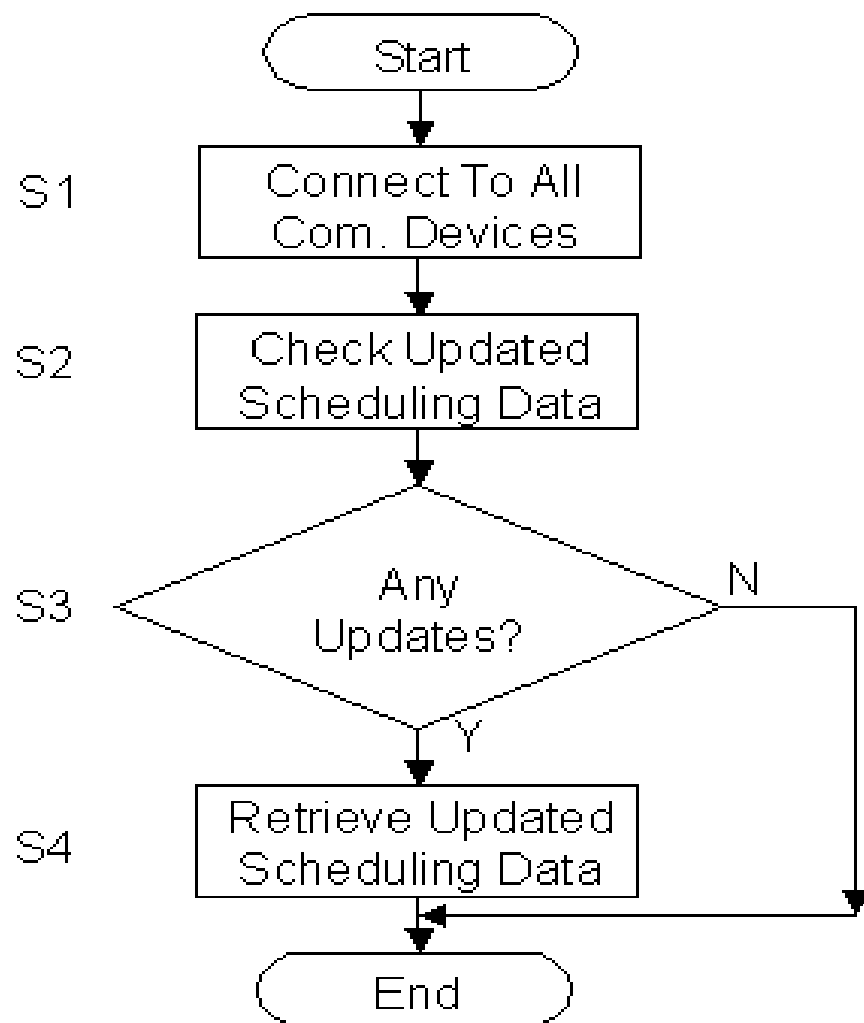 Start
S1
Connect To All
Com. Devices
S2
Check Updated
Scheduling Data
S3
Any
Updates?
N
Y
S4
Retrieve Updated
Scheduling Data
End